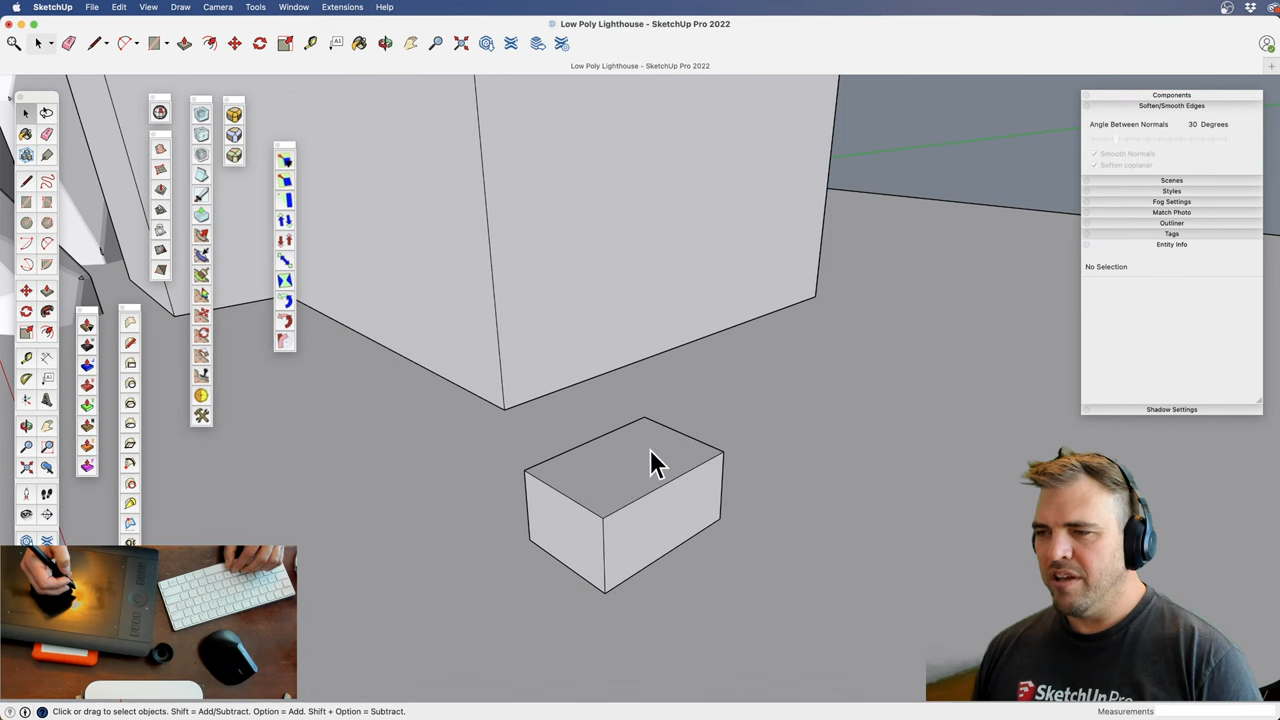 SketchUp File Edit View Draw Camera Tools Window Extensions Help
Low Poly Lighthouse - SketchUp Pro 2022
Low Poly Lighthouse - SketchUp Pro 2022
Components
Soften/Smooth Edges
Angle Between Normals 30 Degrees
Smooth Normals
Soften coplanar
Scenes
Styles
Fog Settings
Match Photo
Outliner
Tags
Entity Info
No Selection
Shadow Settings
SketchUp Pro
Click or drag to select objects. Shift = Add/Subtract. Option = Add. Shift + Option = Subtract.
Measurements